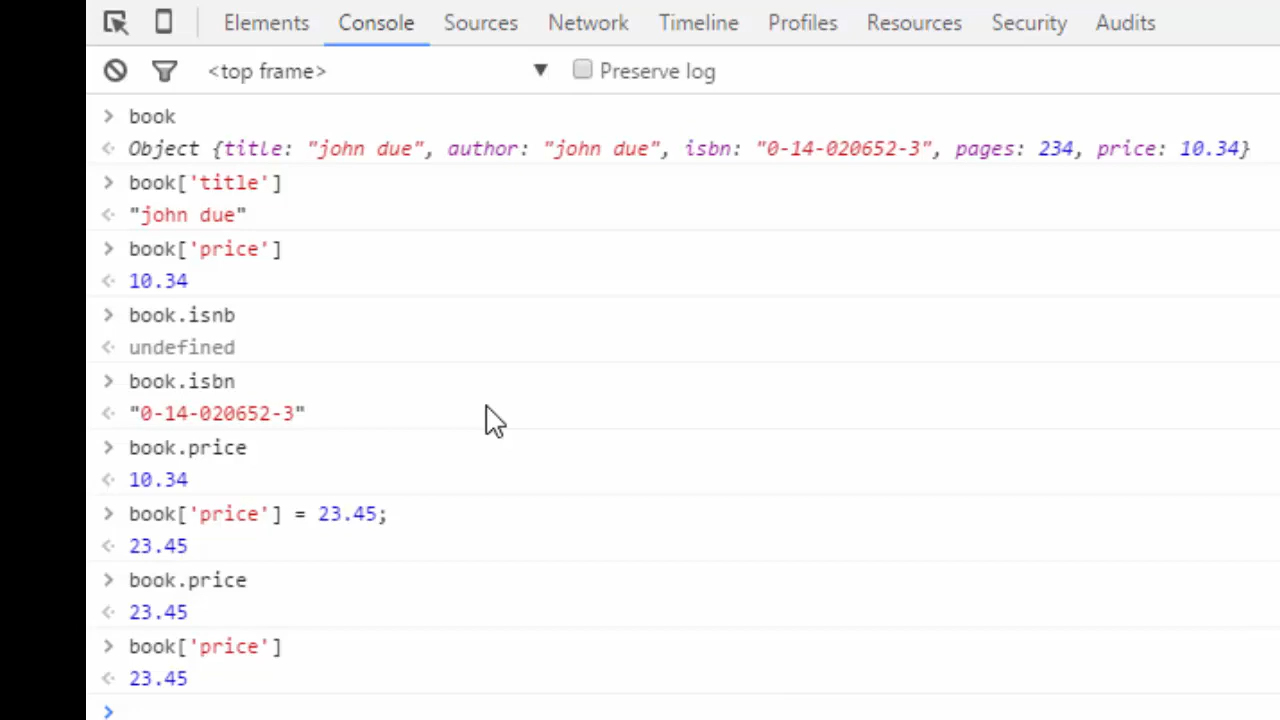 Elements Console Sources Network Timeline Profiles Resources Security Audits
<top frame> ▼ Preserve log
> book
Object {title: "john due", author: "john due", isbn: "0-14-020652-3", pages: 234, price: 10.34}
> book['title']
"john due"
> book['price']
10.34
> book.isnb
undefined
> book.isbn
"0-14-020652-3"
> book.price
10.34
> book['price'] = 23.45;
23.45
> book.price
23.45
> book['price']
23.45
>